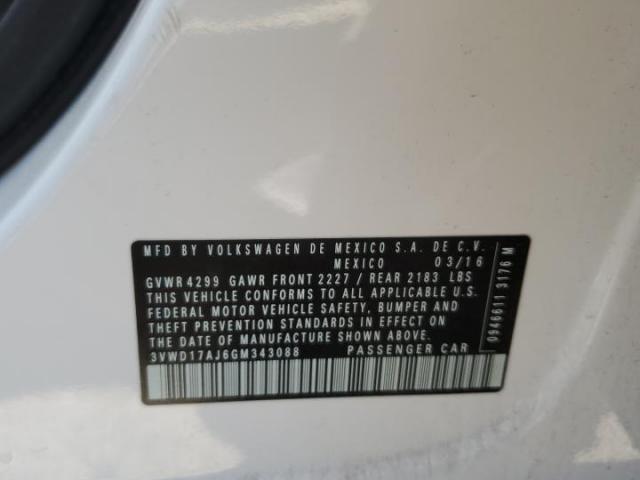 MFD BY VOLKSWAGEN DE MEXICO S.A. DE C.V.
MEXICO 03/16
GVWR 4299 GAWR FRONT 2227 / REAR 2183 LBS
THIS VEHICLE CONFORMS TO ALL APPLICABLE U.S.
FEDERAL MOTOR VEHICLE SAFETY, BUMPER AND
THEFT PREVENTION STANDARDS IN EFFECT ON
THE DATE OF MANUFACTURE SHOWN ABOVE.
3VWD17AJ6GM343088 PASSENGER CAR
0946611 3176 M